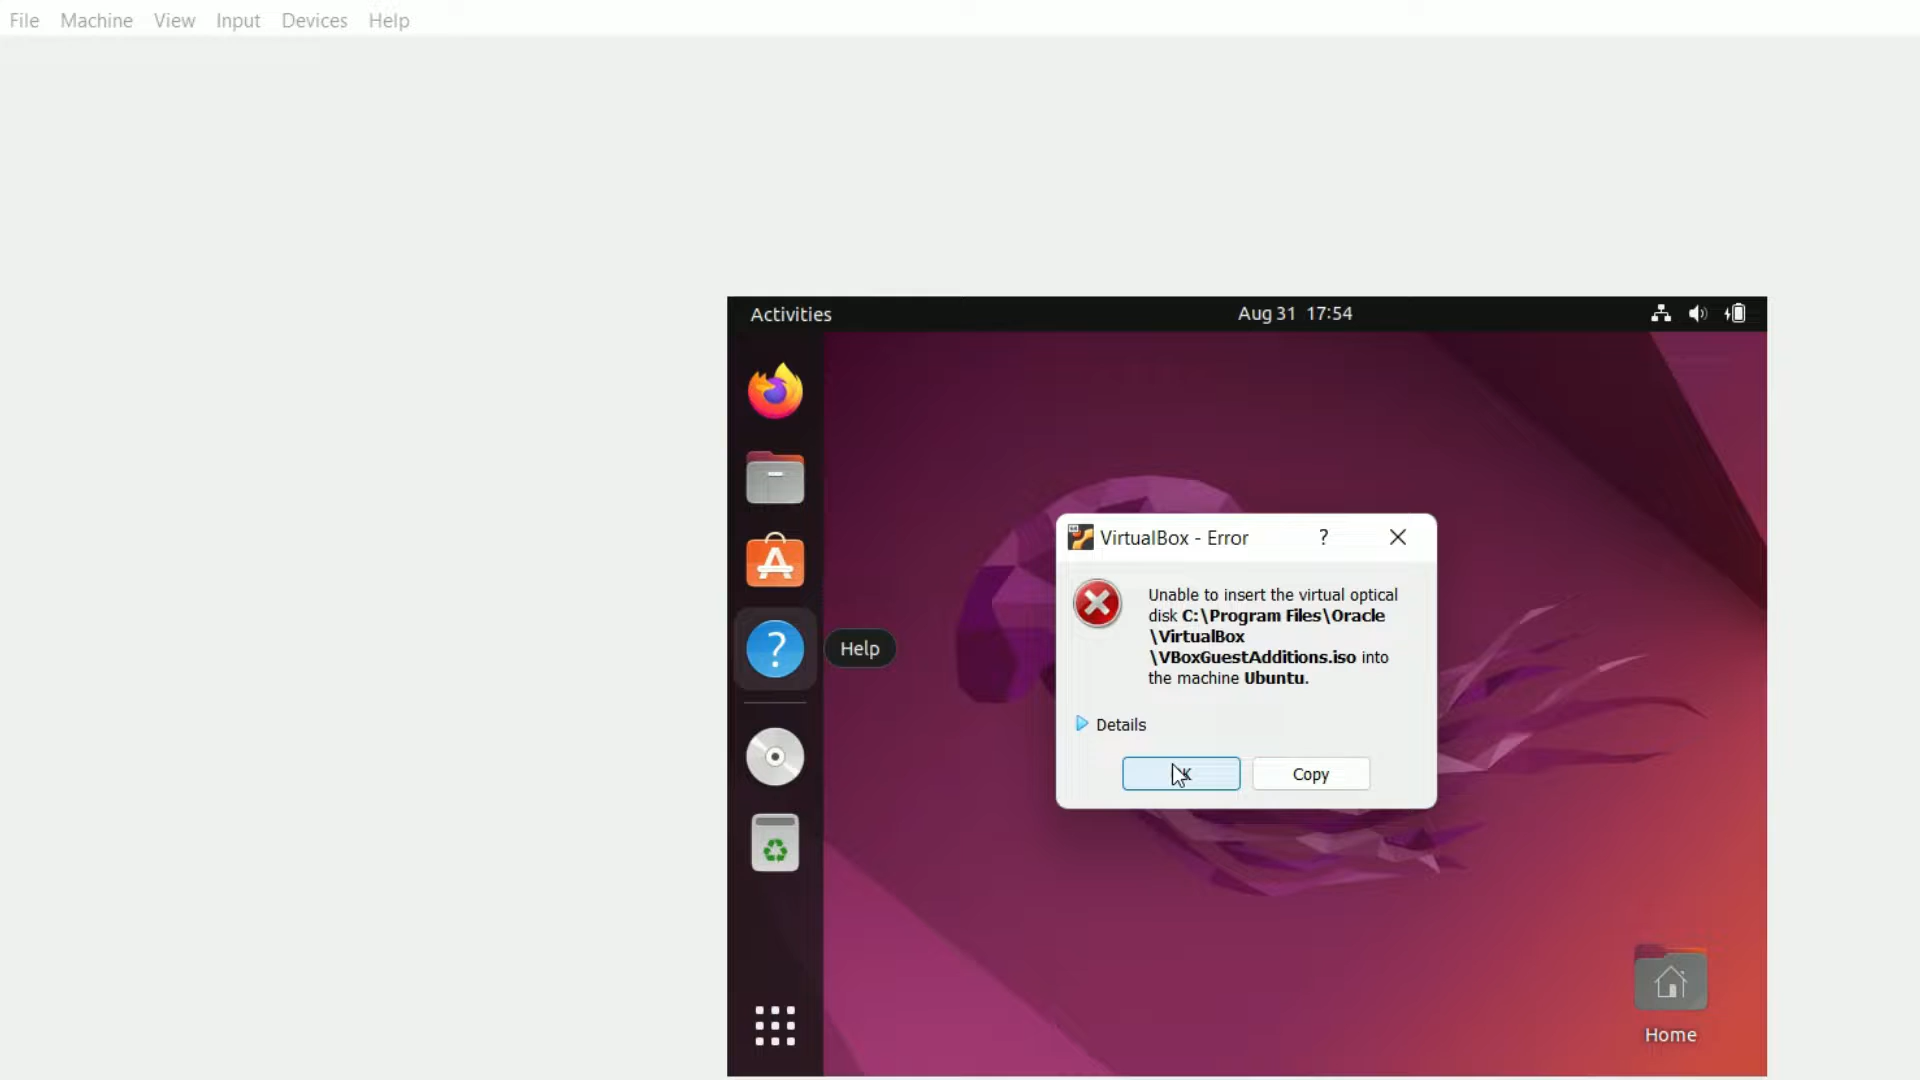 File Machine View Input Devices Help
Activities Aug 31 17:54
VirtualBox - Error ?
Unable to insert the virtual optical
disk C:\Program Files\Oracle
\VirtualBox
\VBoxGuestAdditions.iso into
the machine Ubuntu.
Help
Details
Copy
Home